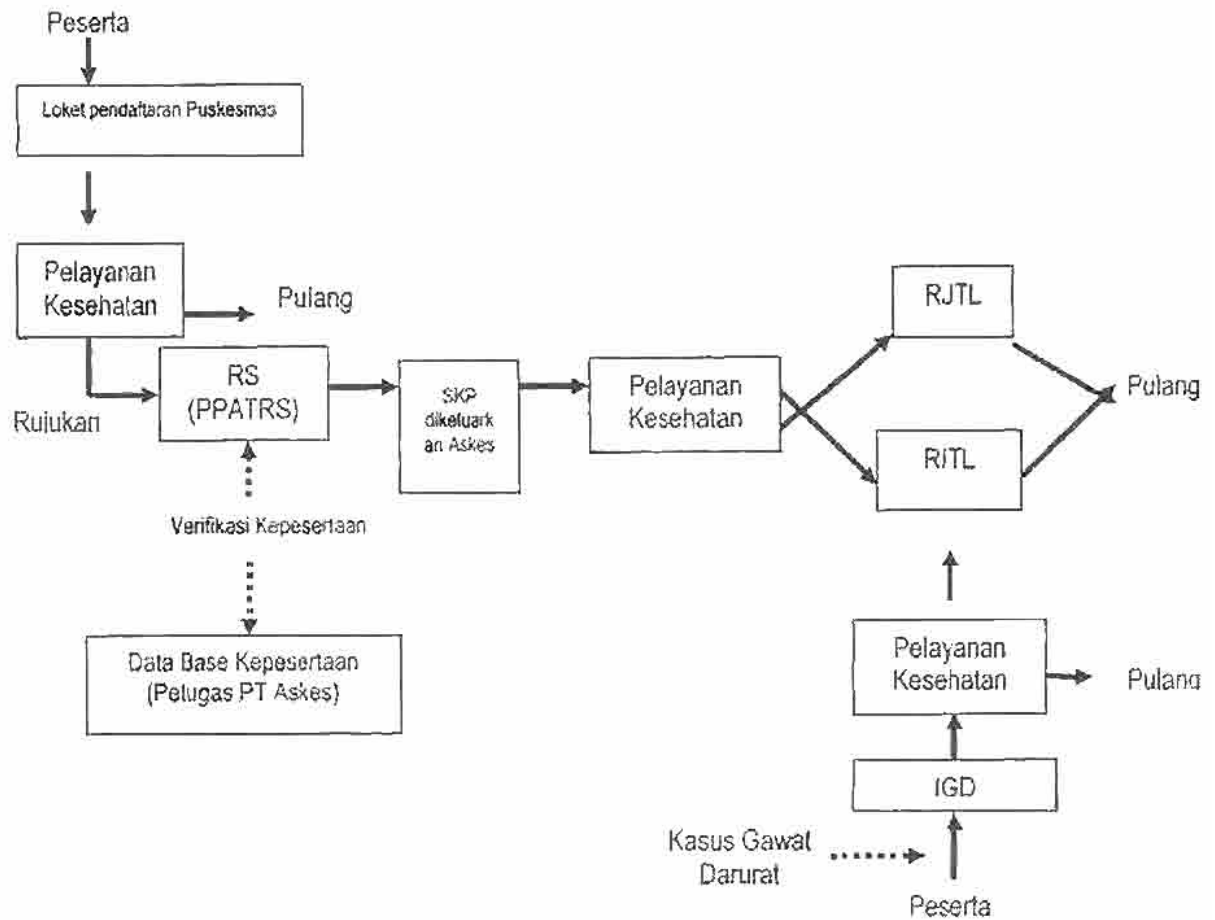 Peserta
Loket pendaftaran Puskesmas
Pelayanan
Kesehatan
Pulang
Rujukan
RS
(PPATRS)
SKP
dikeluark
an Askes
Pelayanan
Kesehatan
RJTL
RITL
Pulang
Verifikasi Kepesertaan
Data Base Kepesertaan
(Petugas PT Askes)
Pelayanan
Kesehatan
Pulang
IGD
Kasus Gawat
Darurat
Peserta